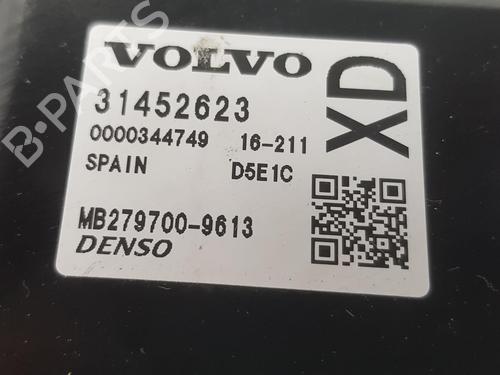 VOLVO
31452623
0000344749 16-211
SPAIN D5E1C
MB279700-9613
DENSO
XD
B-PARTS